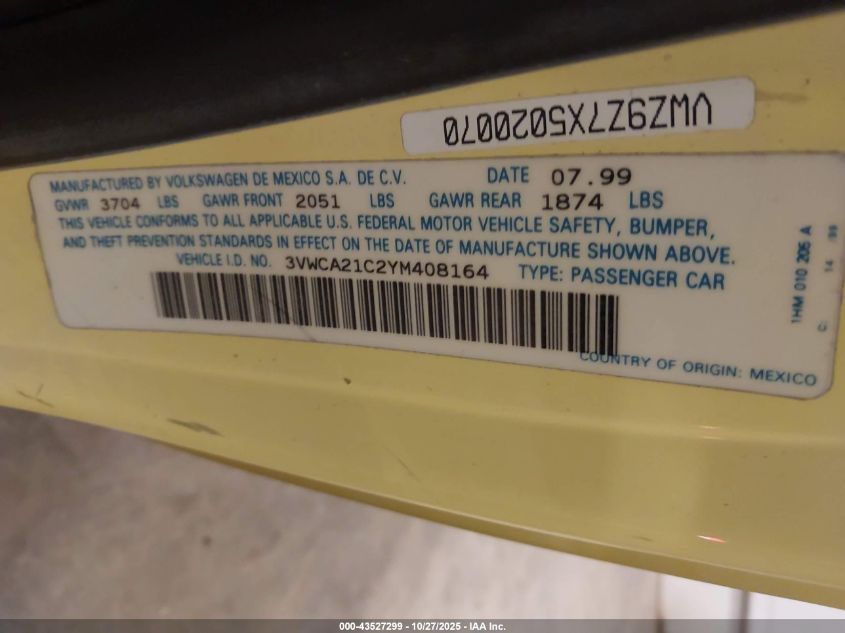 VWZ9Z7X5020070
MANUFACTURED BY VOLKSWAGEN DE MEXICO S.A. DE C.V. DATE 07.99
GVWR 3704 LBS GAWR FRONT 2051 LBS GAWR REAR 1874 LBS
THIS VEHICLE CONFORMS TO ALL APPLICABLE U.S. FEDERAL MOTOR VEHICLE SAFETY, BUMPER,
AND THEFT PREVENTION STANDARDS IN EFFECT ON THE DATE OF MANUFACTURE SHOWN ABOVE.
VEHICLE I.D. NO. 3VWCA21C2YM408164 TYPE: PASSENGER CAR
COUNTRY OF ORIGIN: MEXICO
1HM 010 205 A
C: 14 99
000-43527299 - 10/27/2025 - IAA Inc.